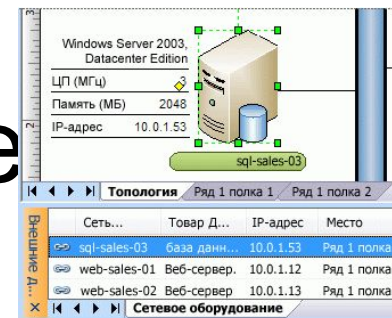 Windows Server 2003,
Datacenter Edition
ЦП (МГц) 3
Память (МБ) 2048
IP-адрес 10.0.1.53
sql-sales-03
е
Топология Ряд 1 полка 1 Ряд 1 полка 2
Внешние д...
Сеть... Товар Д... IP-адрес Место
sql-sales-03 база данн... 10.0.1.53 Ряд 1 полка
web-sales-01 Веб-сервер. 10.0.1.12 Ряд 1 полка
web-sales-02 Веб-сервер 10.0.1.13 Ряд 1 полка
Сетевое оборудование